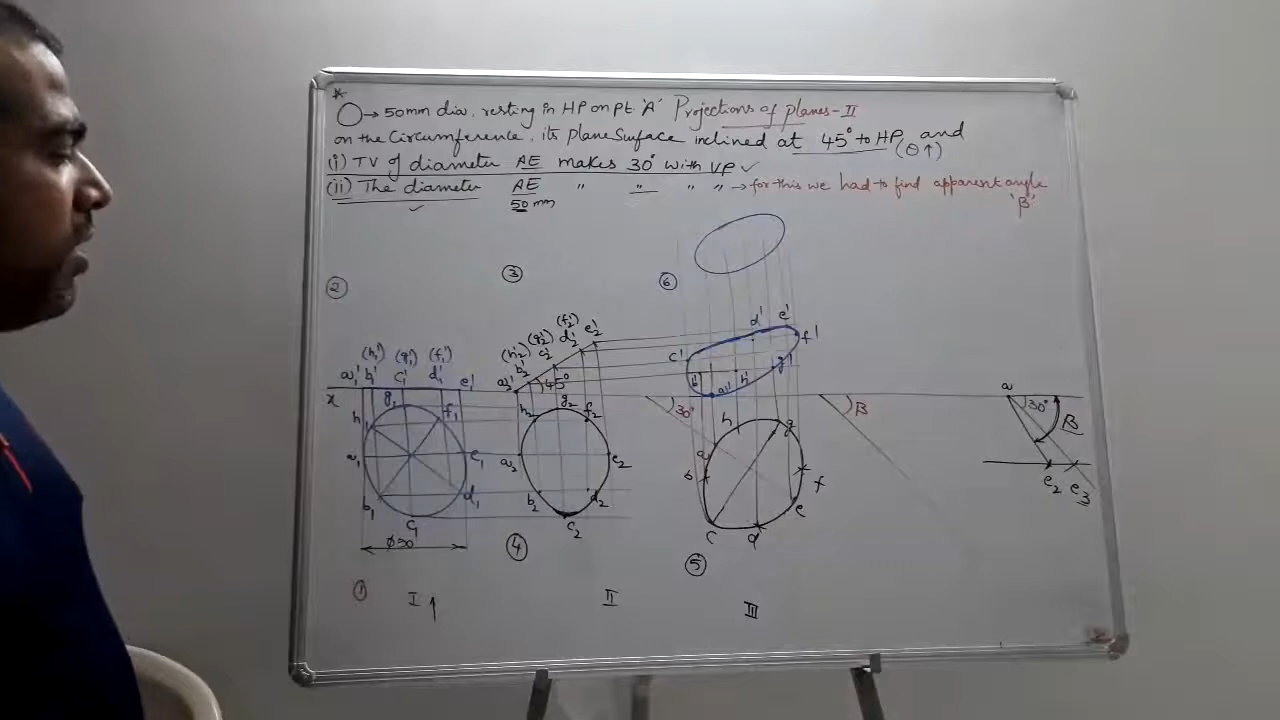 ○→ 50mm dia. resting in HP on pt. 'A' Projections of planes-II
on the Circumference. its plane Surface inclined at 45° to HP, and
(θ↑)
(i) TV of diameter AE makes 30° with VP ✓
(ii) The diameter AE " " " " → for this we had to find apparent angle
'β'
50 mm
② ③ ⑥
(h1') (g1') (f1')
a1' b1' c1' d1' e1'
(h2') (g2') (f2')
a2' b2' c2' d2' e2'
45°
c' d' e' f' g' h' a' b'
x
h1 g1 f1
a1 e1
b1 c1 d1
φ50
h2 g2 f2
a2 e2
b2 c2 d2
30° β
h g
a
b f
c d e
a
30° β
e2 e3
① ④ ⑤
I II III